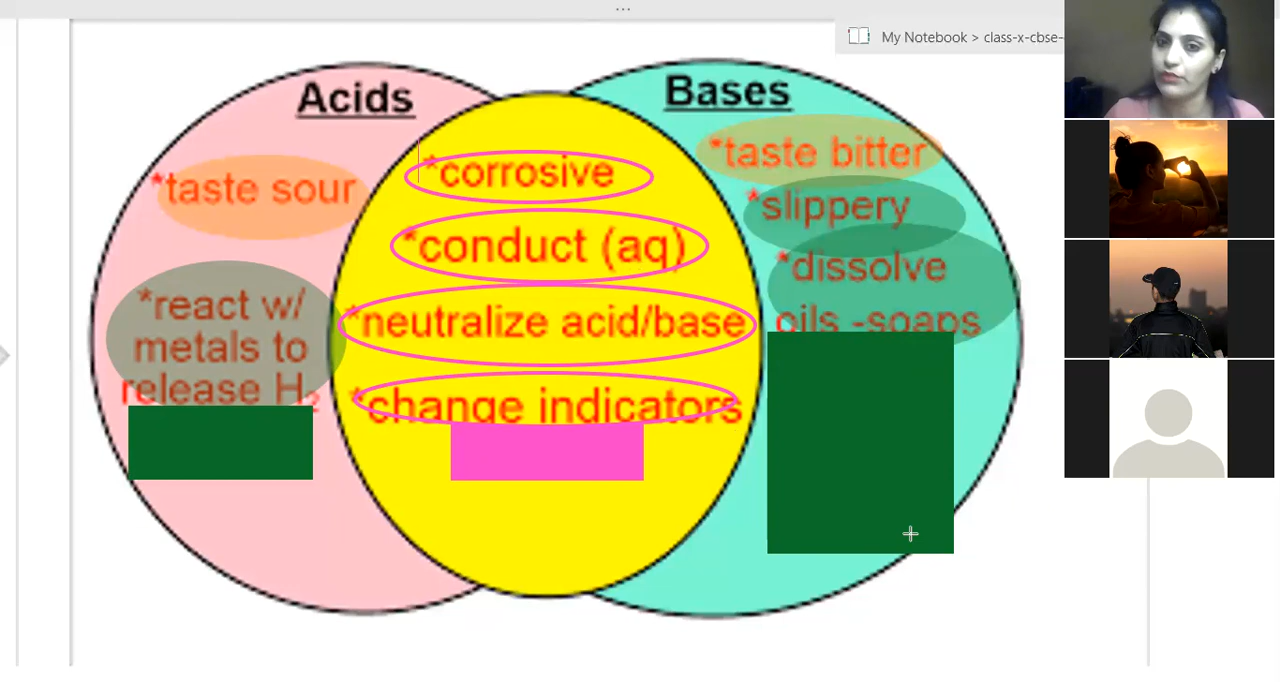 ...
My Notebook > class-x-cbse-
Acids
Bases
*taste sour
*react w/
metals to
release H₂
*corrosive
*conduct (aq)
*neutralize acid/base
*change indicators
*taste bitter
*slippery
*dissolve
oils -soaps